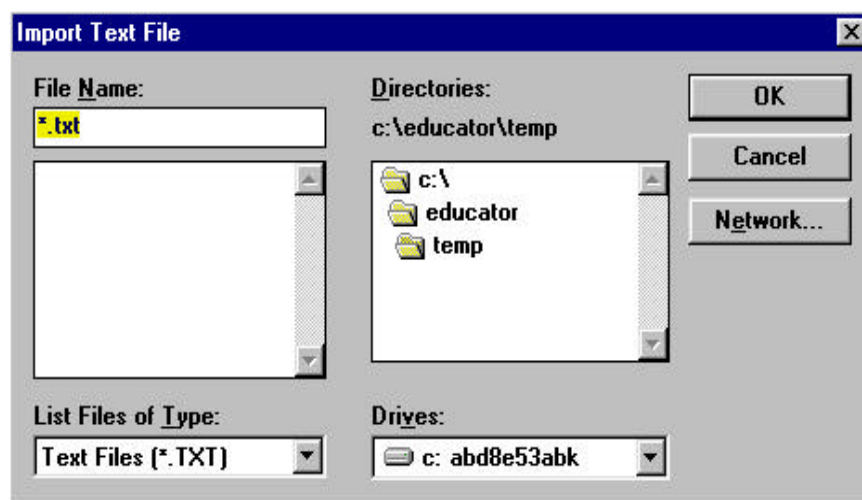 Import Text File
File Name:
*.txt
Directories:
c:\educator\temp
c:\
educator
temp
OK
Cancel
Network...
List Files of Type:
Text Files (*.TXT)
Drives:
c: abd8e53abk